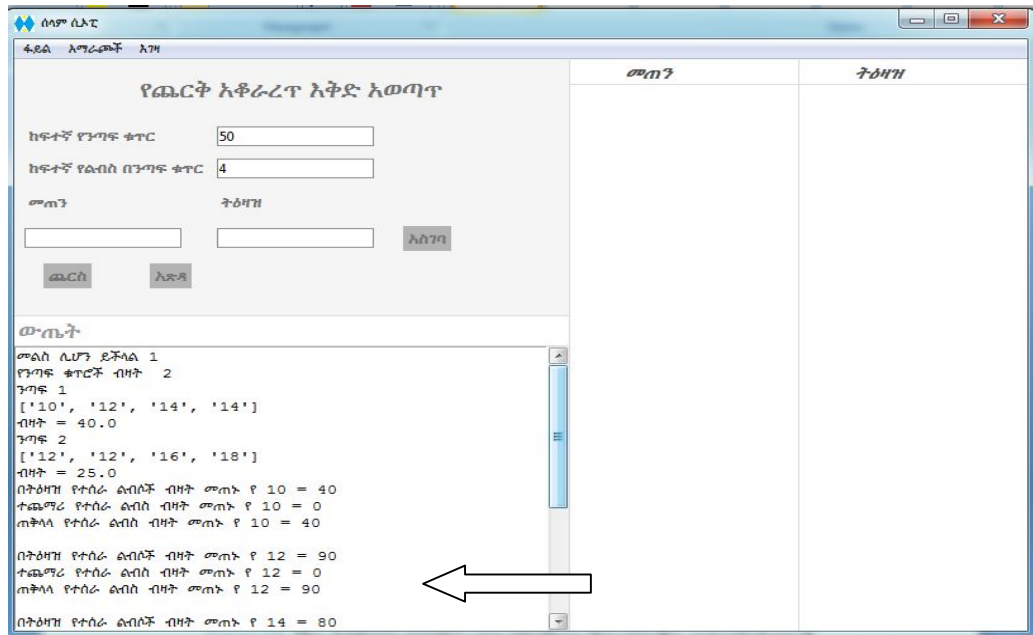 ሰላም ሲኦፒ
ፋይል አማራጮች እገዛ
የጨርቅ አቆራረጥ እቅድ አወጣጥ
ከፍተኛ የንጣፍ ቁጥር 50
ከፍተኛ የልብስ በንጣፍ ቁጥር 4
መጠን ትዕዛዝ
አስገባ
ጨርስ አጽዳ
መጠን ትዕዛዝ
ውጤት
መልስ ሊሆን ይችላል 1
የንጣፍ ቁጥሮች ብዛት 2
ንጣፍ 1
['10', '12', '14', '14']
ብዛት = 40.0
ንጣፍ 2
['12', '12', '16', '18']
ብዛት = 25.0
በትዕዛዝ የተሰራ ልብሶች ብዛት መጠኑ የ 10 = 40
ተጨማሪ የተሰራ ልብስ ብዛት መጠኑ የ 10 = 0
ጠቅላላ የተሰራ ልብስ ብዛት መጠኑ የ 10 = 40
በትዕዛዝ የተሰራ ልብሶች ብዛት መጠኑ የ 12 = 90
ተጨማሪ የተሰራ ልብስ ብዛት መጠኑ የ 12 = 0
ጠቅላላ የተሰራ ልብስ ብዛት መጠኑ የ 12 = 90
በትዕዛዝ የተሰራ ልብሶች ብዛት መጠኑ የ 14 = 80